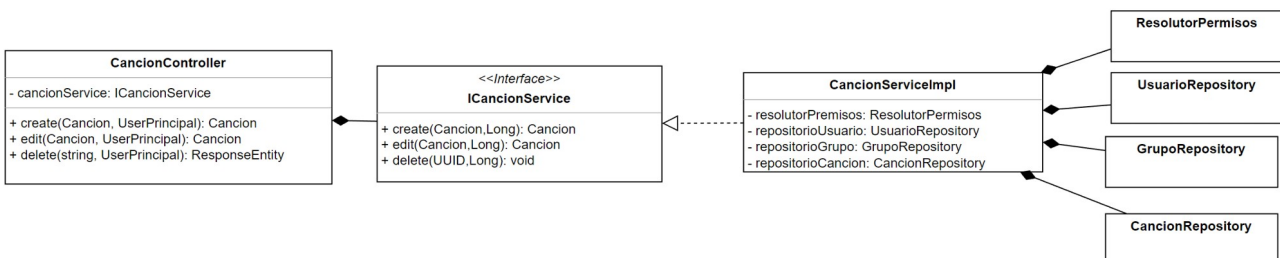 CancionController
- cancionService: ICancionService
+ create(Cancion, UserPrincipal): Cancion
+ edit(Cancion, UserPrincipal): Cancion
+ delete(string, UserPrincipal): ResponseEntity
<<Interface>>
ICancionService
+ create(Cancion,Long): Cancion
+ edit(Cancion,Long): Cancion
+ delete(UUID,Long): void
CancionServiceImpl
- resolutorPremisos: ResolutorPermisos
- repositorioUsuario: UsuarioRepository
- repositorioGrupo: GrupoRepository
- repositorioCancion: CancionRepository
ResolutorPermisos
UsuarioRepository
GrupoRepository
CancionRepository